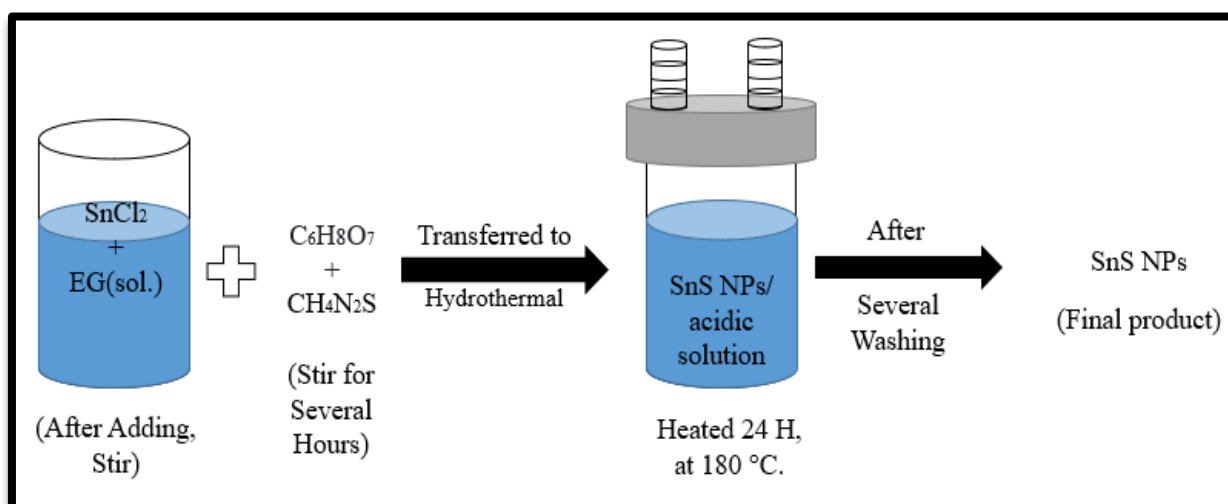 SnCl₂
+
EG(sol.)
(After Adding,
Stir)
C₆H₈O₇
+
CH₄N₂S
(Stir for
Several
Hours)
Transferred to
Hydrothermal
SnS NPs/
acidic
solution
Heated 24 H,
at 180 °C.
After
Several
Washing
SnS NPs
(Final product)